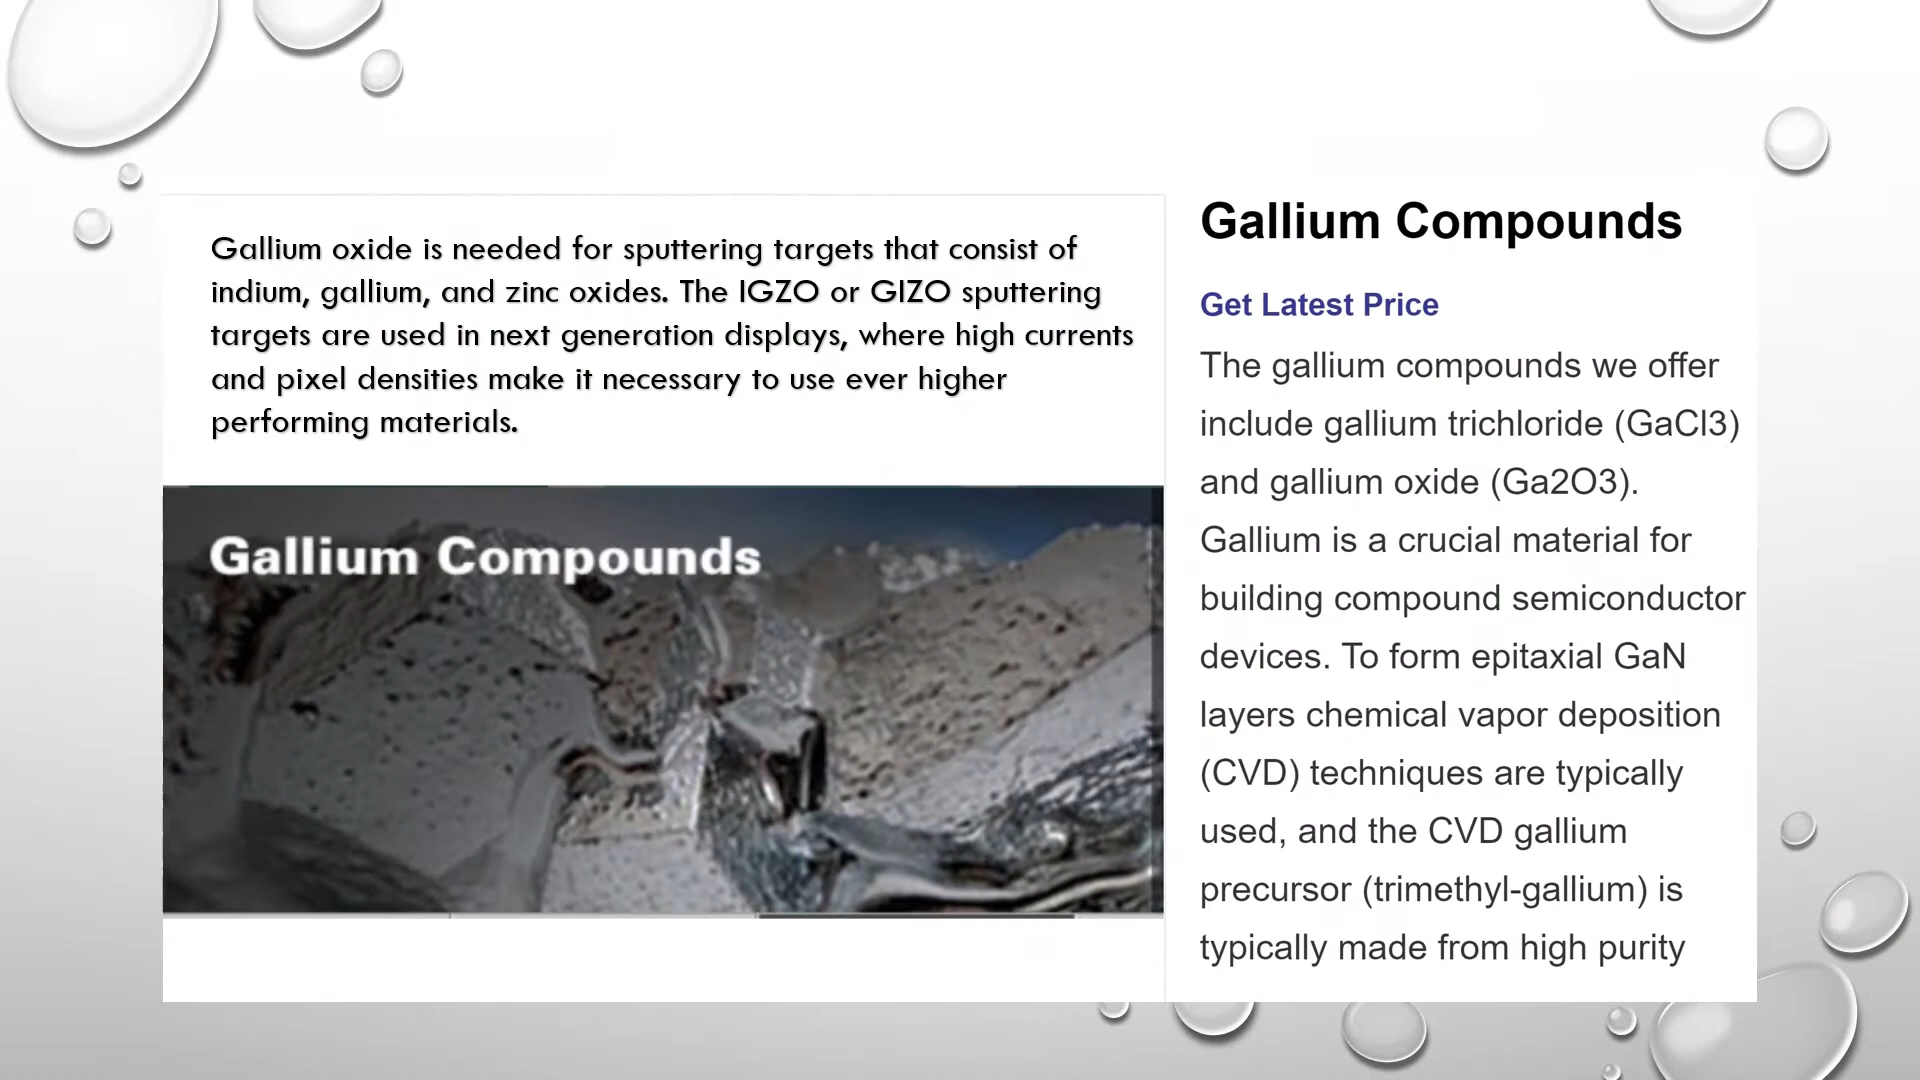 Gallium oxide is needed for sputtering targets that consist of
indium, gallium, and zinc oxides. The IGZO or GIZO sputtering
targets are used in next generation displays, where high currents
and pixel densities make it necessary to use ever higher
performing materials.
Gallium Compounds
Gallium Compounds
Get Latest Price
The gallium compounds we offer
include gallium trichloride (GaCl3)
and gallium oxide (Ga2O3).
Gallium is a crucial material for
building compound semiconductor
devices. To form epitaxial GaN
layers chemical vapor deposition
(CVD) techniques are typically
used, and the CVD gallium
precursor (trimethyl-gallium) is
typically made from high purity